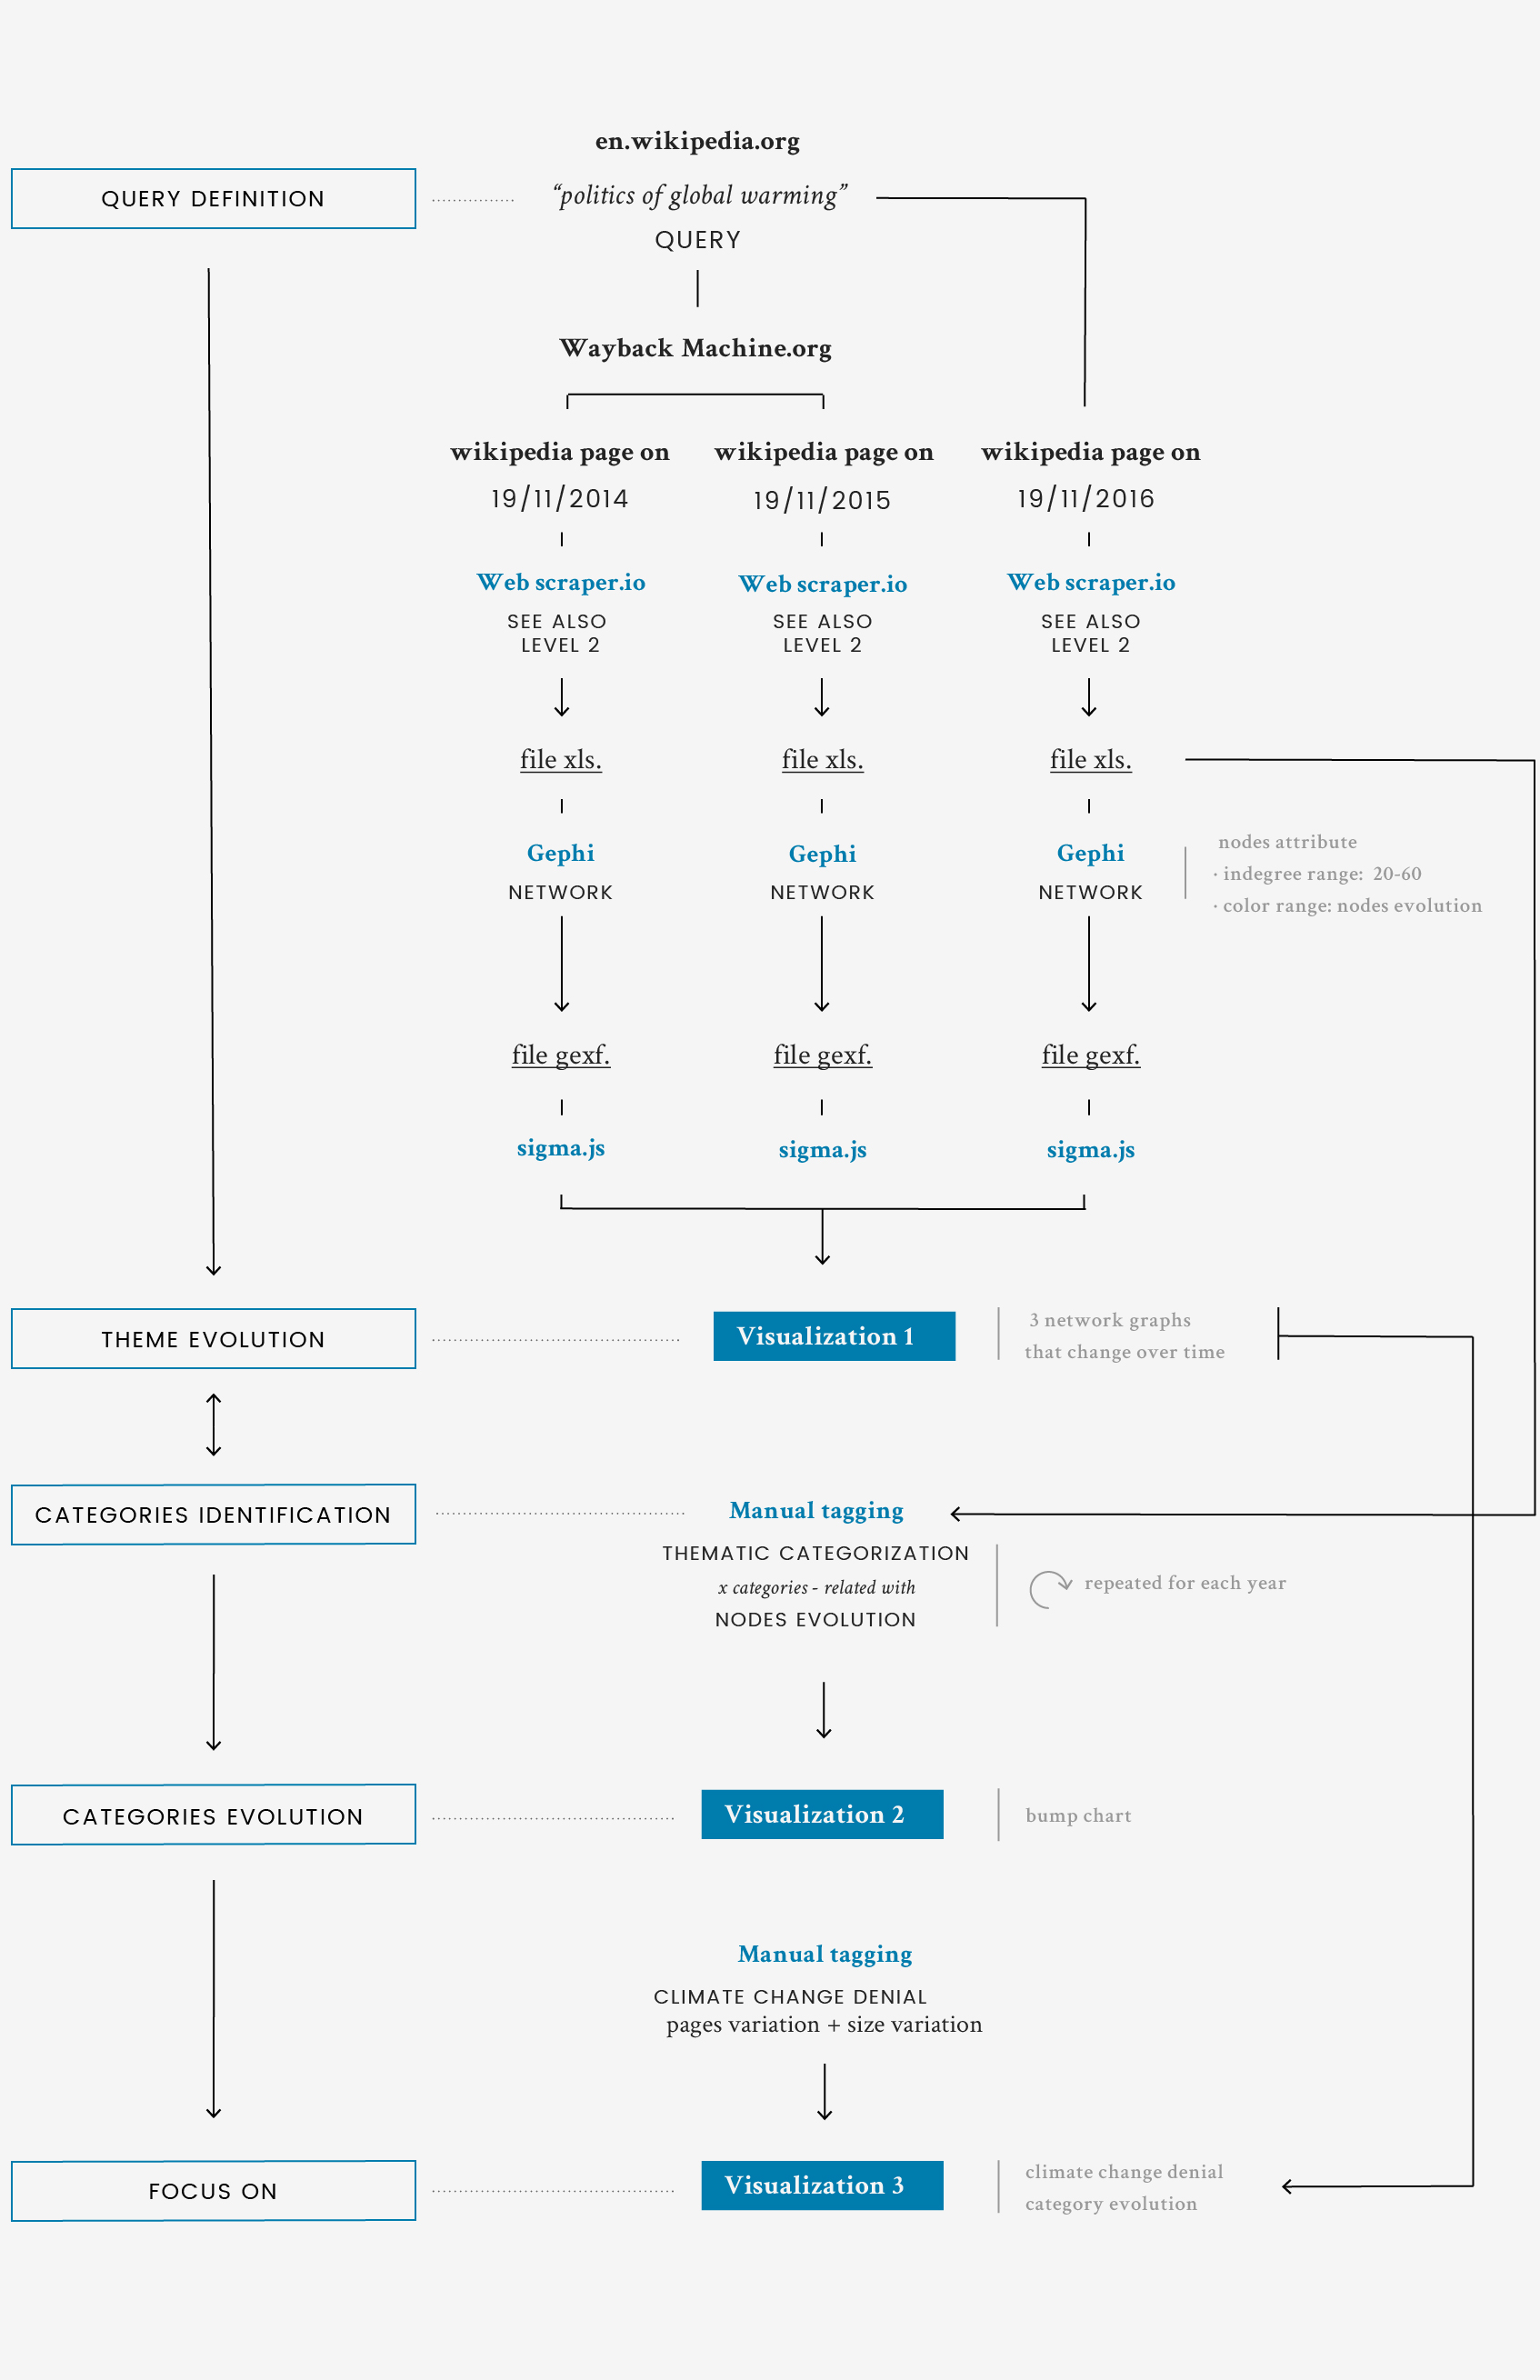 en.wikipedia.org
QUERY DEFINITION
“politics of global warming”
QUERY
Wayback Machine.org
wikipedia page on
19/11/2014
wikipedia page on
19/11/2015
wikipedia page on
19/11/2016
Web scraper.io
SEE ALSO
LEVEL 2
Web scraper.io
SEE ALSO
LEVEL 2
Web scraper.io
SEE ALSO
LEVEL 2
file xls.
file xls.
file xls.
Gephi
NETWORK
Gephi
NETWORK
Gephi
NETWORK
nodes attribute
· indegree range: 20-60
· color range: nodes evolution
file gexf.
file gexf.
file gexf.
sigma.js
sigma.js
sigma.js
THEME EVOLUTION
Visualization 1
3 network graphs
that change over time
CATEGORIES IDENTIFICATION
Manual tagging
THEMATIC CATEGORIZATION
x categories - related with
NODES EVOLUTION
repeated for each year
CATEGORIES EVOLUTION
Visualization 2
bump chart
Manual tagging
CLIMATE CHANGE DENIAL
pages variation + size variation
FOCUS ON
Visualization 3
climate change denial
category evolution